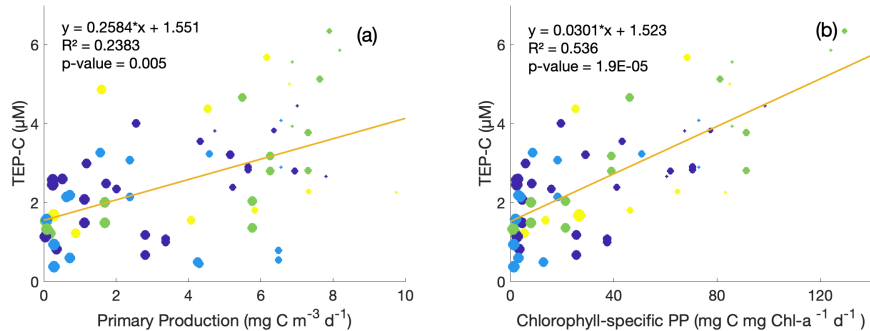 y = 0.2584*x + 1.551
R² = 0.2383
p-value = 0.005
(a)
6
4
2
0
TEP-C (μM)
0 2 4 6 8 10
Primary Production (mg C m⁻³ d⁻¹)
y = 0.0301*x + 1.523
R² = 0.536
p-value = 1.9E-05
(b)
6
4
2
0
TEP-C (μM)
0 40 80 120
Chlorophyll-specific PP (mg C mg Chl-a ⁻¹ d⁻¹)